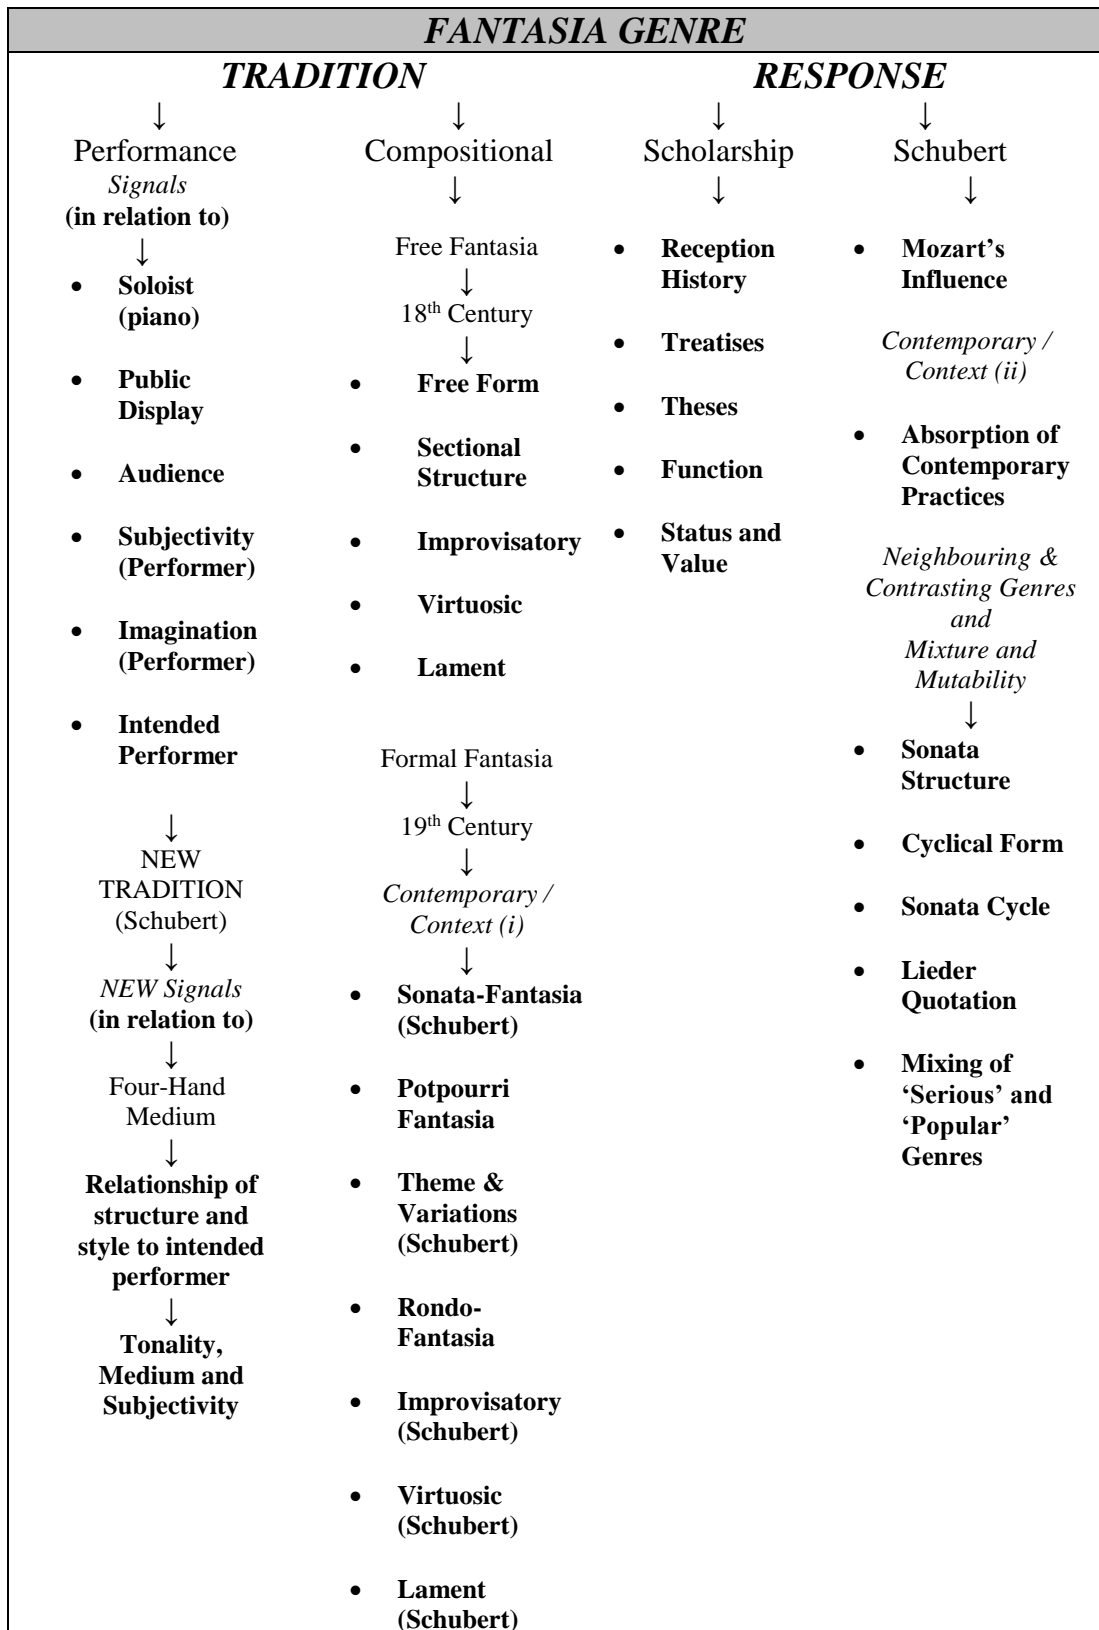 FANTASIA GENRE
TRADITION
RESPONSE
↓
↓
↓
↓
Performance
Compositional
Scholarship
Schubert
Signals
(in relation to)
↓
• Soloist
(piano)
• Public
Display
• Audience
• Subjectivity
(Performer)
• Imagination
(Performer)
• Intended
Performer
↓
NEW
TRADITION
(Schubert)
↓
NEW Signals
(in relation to)
↓
Four-Hand
Medium
↓
Relationship of
structure and
style to intended
performer
↓
Tonality,
Medium and
Subjectivity
↓
Free Fantasia
↓
18th Century
↓
• Free Form
• Sectional
Structure
• Improvisatory
• Virtuosic
• Lament
Formal Fantasia
↓
19th Century
↓
Contemporary /
Context (i)
↓
• Sonata-Fantasia
(Schubert)
• Potpourri
Fantasia
• Theme &
Variations
(Schubert)
• Rondo-
Fantasia
• Improvisatory
(Schubert)
• Virtuosic
(Schubert)
• Lament
(Schubert)
↓
• Reception
History
• Treatises
• Theses
• Function
• Status and
Value
↓
• Mozart’s
Influence
Contemporary /
Context (ii)
• Absorption of
Contemporary
Practices
Neighbouring &
Contrasting Genres
and
Mixture and
Mutability
↓
• Sonata
Structure
• Cyclical Form
• Sonata Cycle
• Lieder
Quotation
• Mixing of
‘Serious’ and
‘Popular’
Genres